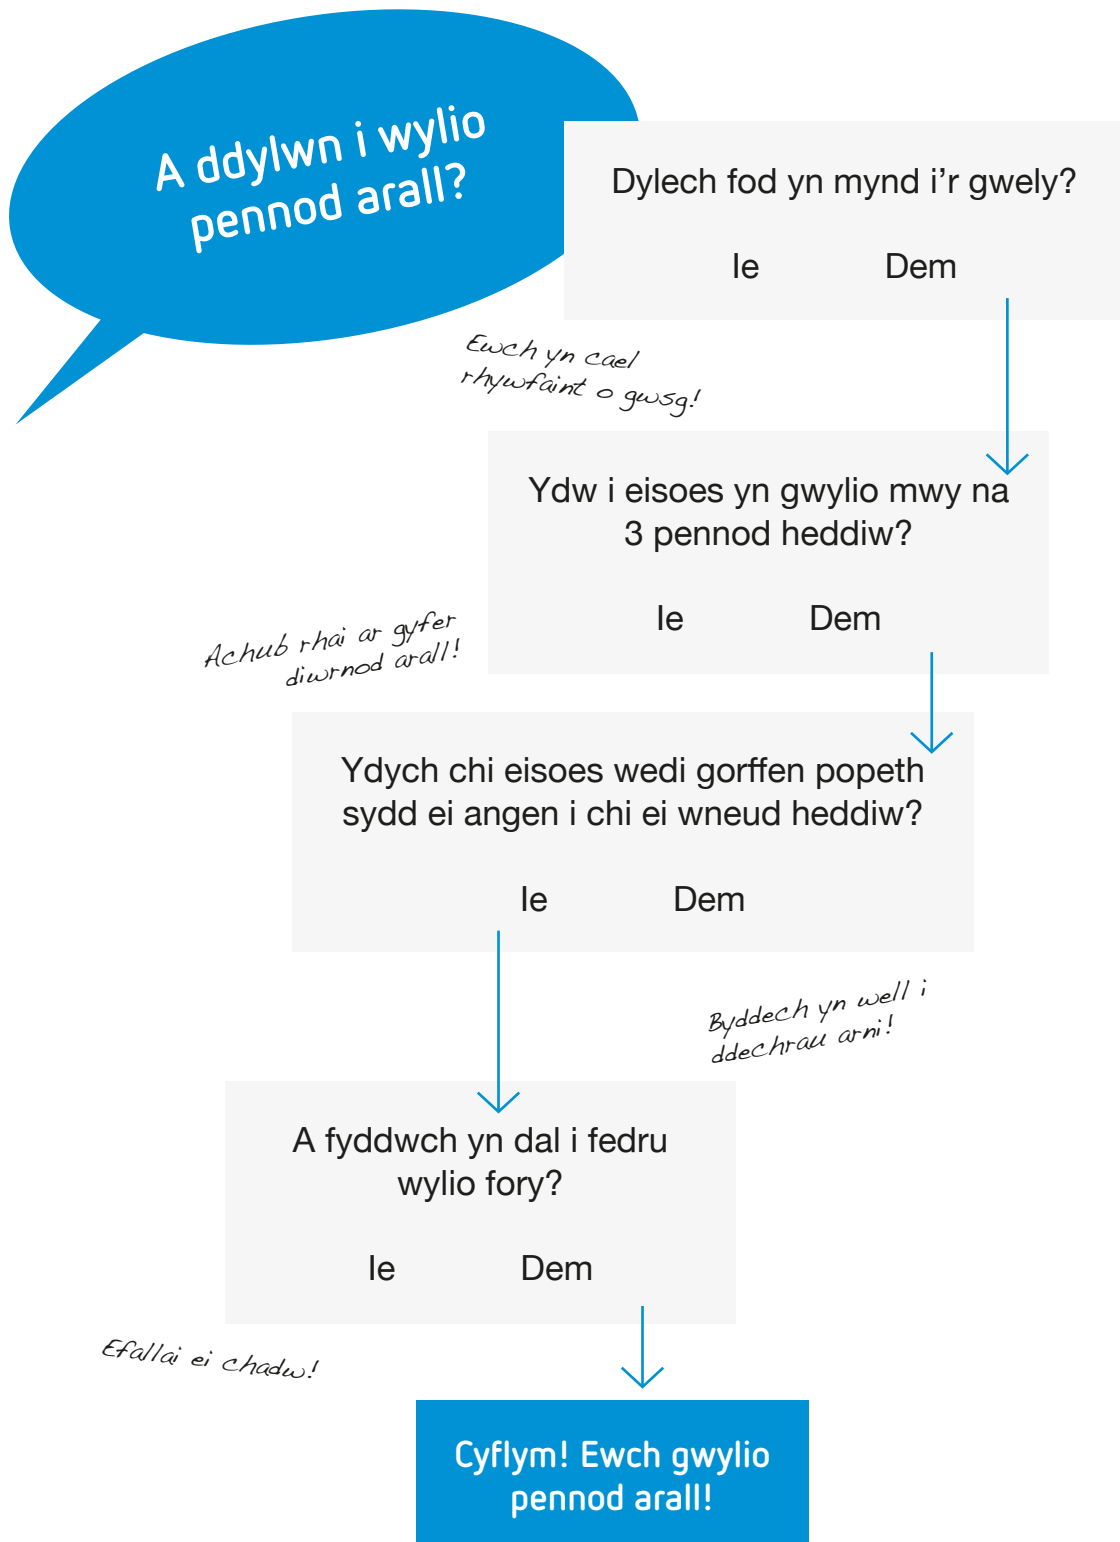 A ddylwn i wylio
pennod arall?
Dylech fod yn mynd i'r gwely?
Ie Dem
Ewch yn cael
rhywfaint o gwsg!
Ydw i eisoes yn gwylio mwy na
3 pennod heddiw?
Ie Dem
Achub rhai ar gyfer
diwrnod arall!
Ydych chi eisoes wedi gorffen popeth
sydd ei angen i chi ei wneud heddiw?
Ie Dem
Byddech yn well i
ddechrau arni!
A fyddwch yn dal i fedru
wylio fory?
Ie Dem
Efallai ei chadw!
Cyflym! Ewch gwylio
pennod arall!